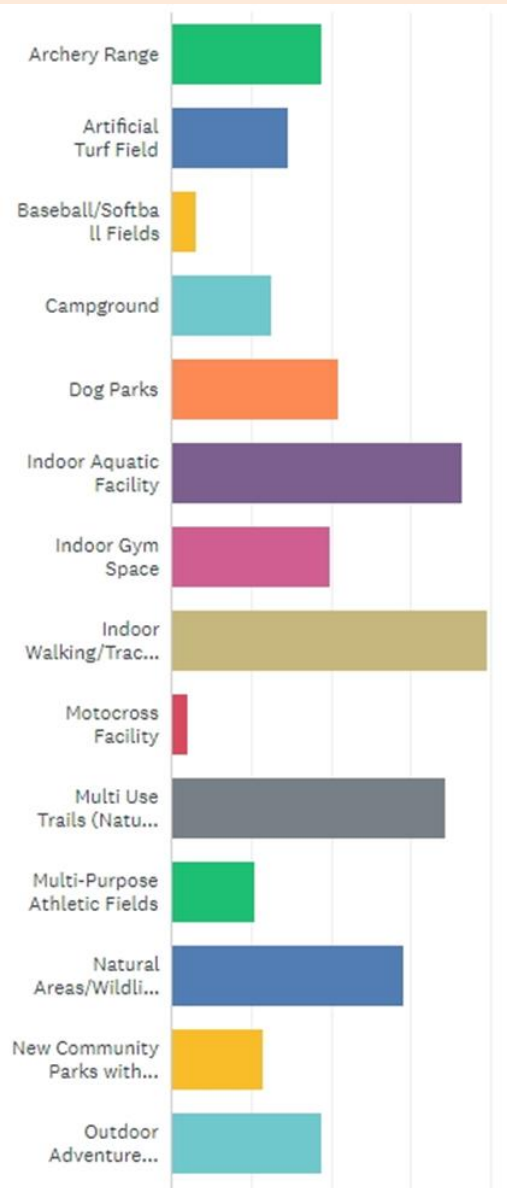 Archery Range
Artificial
Turf Field
Baseball/Softba
ll Fields
Campground
Dog Parks
Indoor Aquatic
Facility
Indoor Gym
Space
Indoor
Walking/Trac...
Motocross
Facility
Multi Use
Trails (Natu...
Multi-Purpose
Athletic Fields
Natural
Areas/Wildli...
New Community
Parks with...
Outdoor
Adventure...